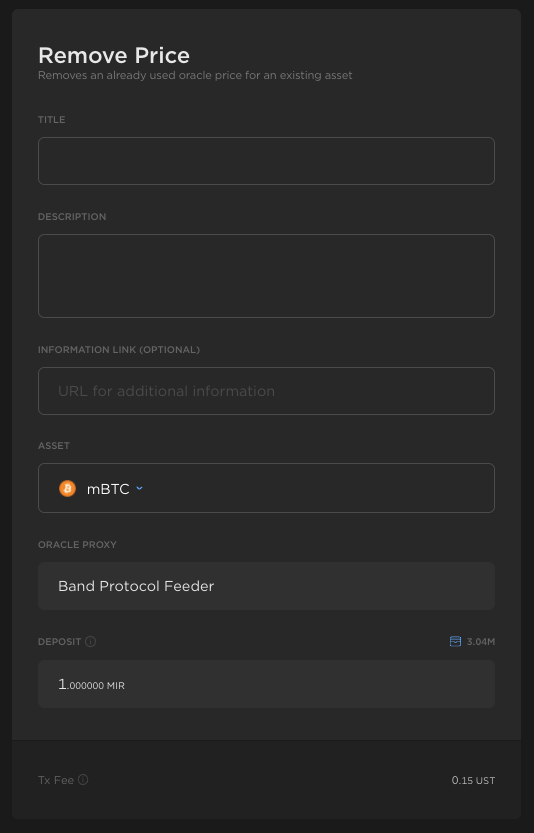 Remove Price
Removes an already used oracle price for an existing asset
TITLE
DESCRIPTION
INFORMATION LINK (OPTIONAL)
URL for additional information
ASSET
mBTC
ORACLE PROXY
Band Protocol Feeder
DEPOSIT 3.04M
1.000000 MIR
Tx Fee 0.15 UST